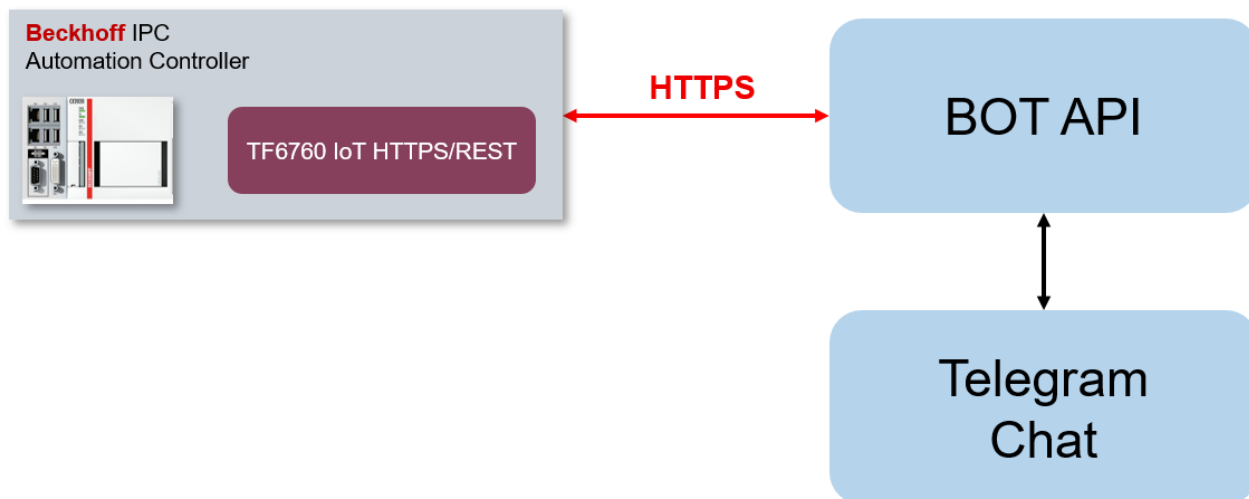 Beckhoff IPC
Automation Controller
TF6760 IoT HTTPS/REST
HTTPS
BOT API
Telegram
Chat